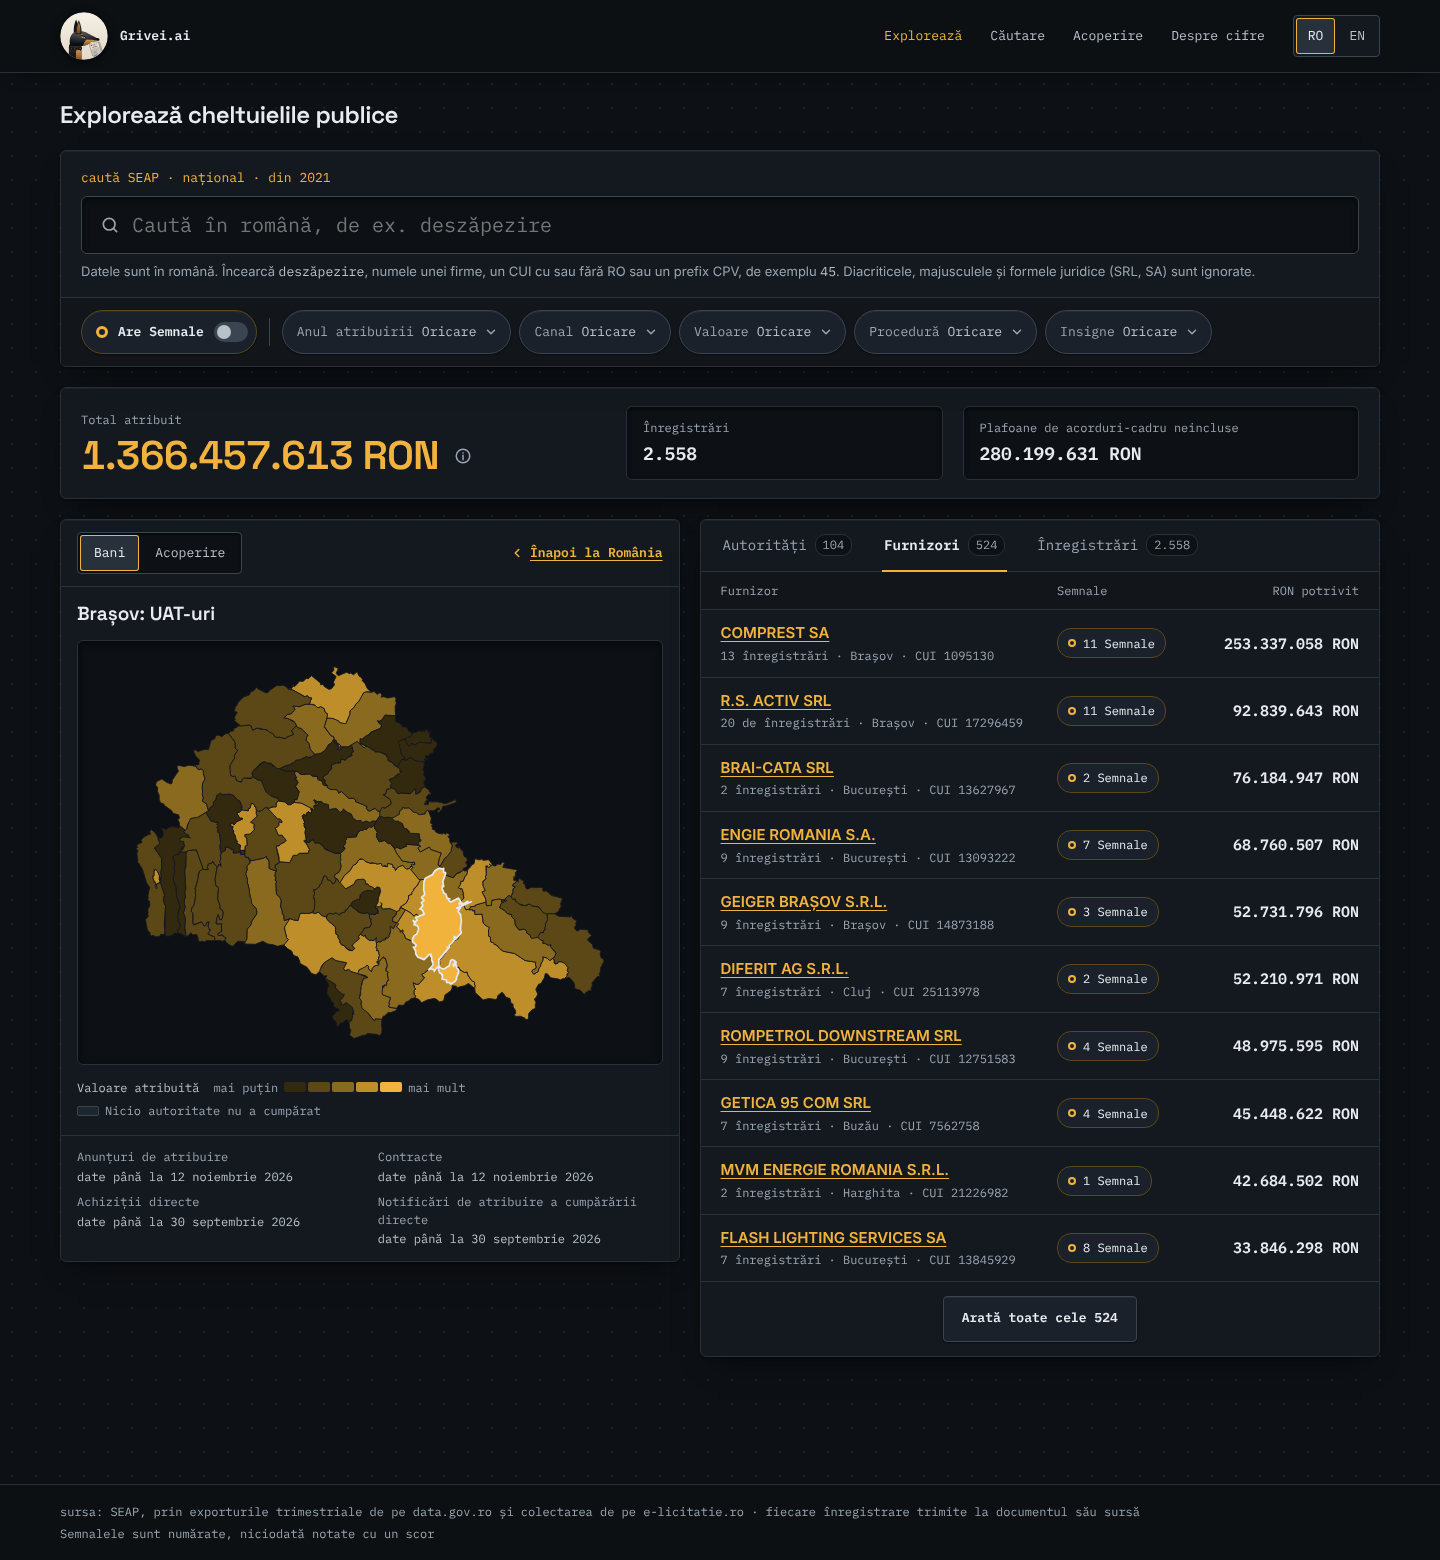 Grivei.ai
Explorează
Căutare
Acoperire
Despre cifre
RO
EN
Explorează cheltuielile publice
caută SEAP · național · din 2021
Caută în română, de ex. deszăpezire
Datele sunt în română. Încearcă deszăpezire, numele unei firme, un CUI cu sau fără RO sau un prefix CPV, de exemplu 45. Diacriticele, majusculele și formele juridice (SRL, SA) sunt ignorate.
Are Semnale
Anul atribuirii Oricare
Canal Oricare
Valoare Oricare
Procedură Oricare
Insigne Oricare
Total atribuit
1.366.457.613 RON
Înregistrări
2.558
Plafoane de acorduri-cadru neincluse
280.199.631 RON
Bani
Acoperire
Înapoi la România
Brașov: UAT-uri
Valoare atribuită mai puțin mai mult
Nicio autoritate nu a cumpărat
Anunțuri de atribuire
date până la 12 noiembrie 2026
Contracte
date până la 12 noiembrie 2026
Achiziții directe
date până la 30 septembrie 2026
Notificări de atribuire a cumpărării
directe
date până la 30 septembrie 2026
Autorități 104
Furnizori 524
Înregistrări 2.558
Furnizor Semnale RON potrivit
COMPREST SA
13 înregistrări · Brașov · CUI 1095130
11 Semnale
253.337.058 RON
R.S. ACTIV SRL
20 de înregistrări · Brașov · CUI 17296459
11 Semnale
92.839.643 RON
BRAI-CATA SRL
2 înregistrări · București · CUI 13627967
2 Semnale
76.184.947 RON
ENGIE ROMANIA S.A.
9 înregistrări · București · CUI 13093222
7 Semnale
68.760.507 RON
GEIGER BRAȘOV S.R.L.
9 înregistrări · Brașov · CUI 14873188
3 Semnale
52.731.796 RON
DIFERIT AG S.R.L.
7 înregistrări · Cluj · CUI 25113978
2 Semnale
52.210.971 RON
ROMPETROL DOWNSTREAM SRL
9 înregistrări · București · CUI 12751583
4 Semnale
48.975.595 RON
GETICA 95 COM SRL
7 înregistrări · Buzău · CUI 7562758
4 Semnale
45.448.622 RON
MVM ENERGIE ROMANIA S.R.L.
2 înregistrări · Harghita · CUI 21226982
1 Semnal
42.684.502 RON
FLASH LIGHTING SERVICES SA
7 înregistrări · București · CUI 13845929
8 Semnale
33.846.298 RON
Arată toate cele 524
sursa: SEAP, prin exporturile trimestriale de pe data.gov.ro și colectarea de pe e-licitatie.ro · fiecare înregistrare trimite la documentul său sursă
Semnalele sunt numărate, niciodată notate cu un scor